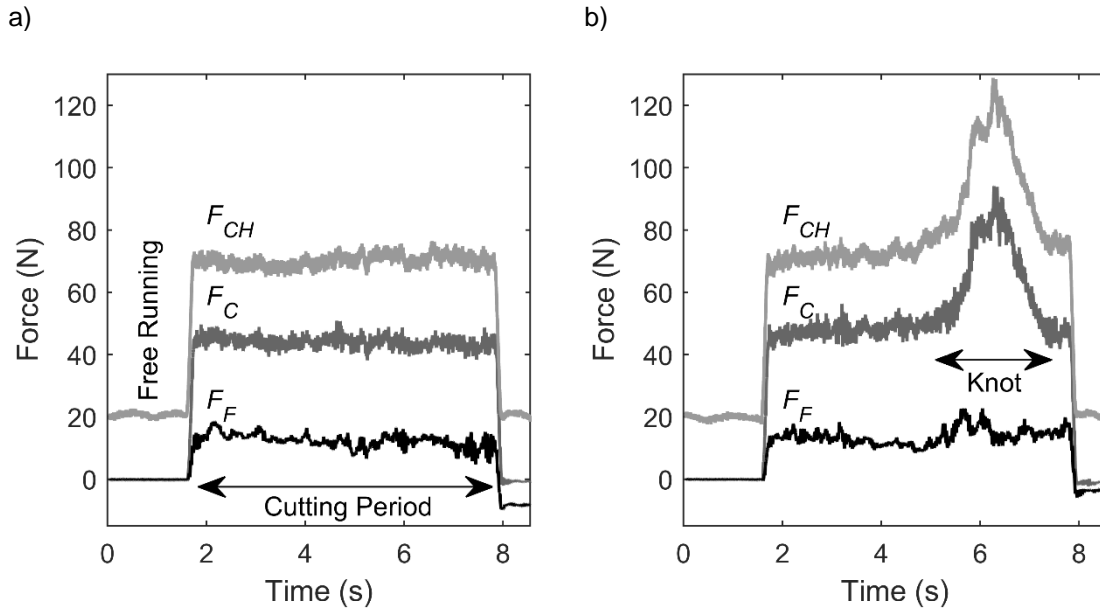 a)
120
100
80
60
40
20
0
Force (N)
Free Running
F_CH
F_C
F_F
Cutting Period
0 2 4 6 8
Time (s)
b)
120
100
80
60
40
20
0
Force (N)
F_CH
F_C
Knot
F_F
0 2 4 6 8
Time (s)